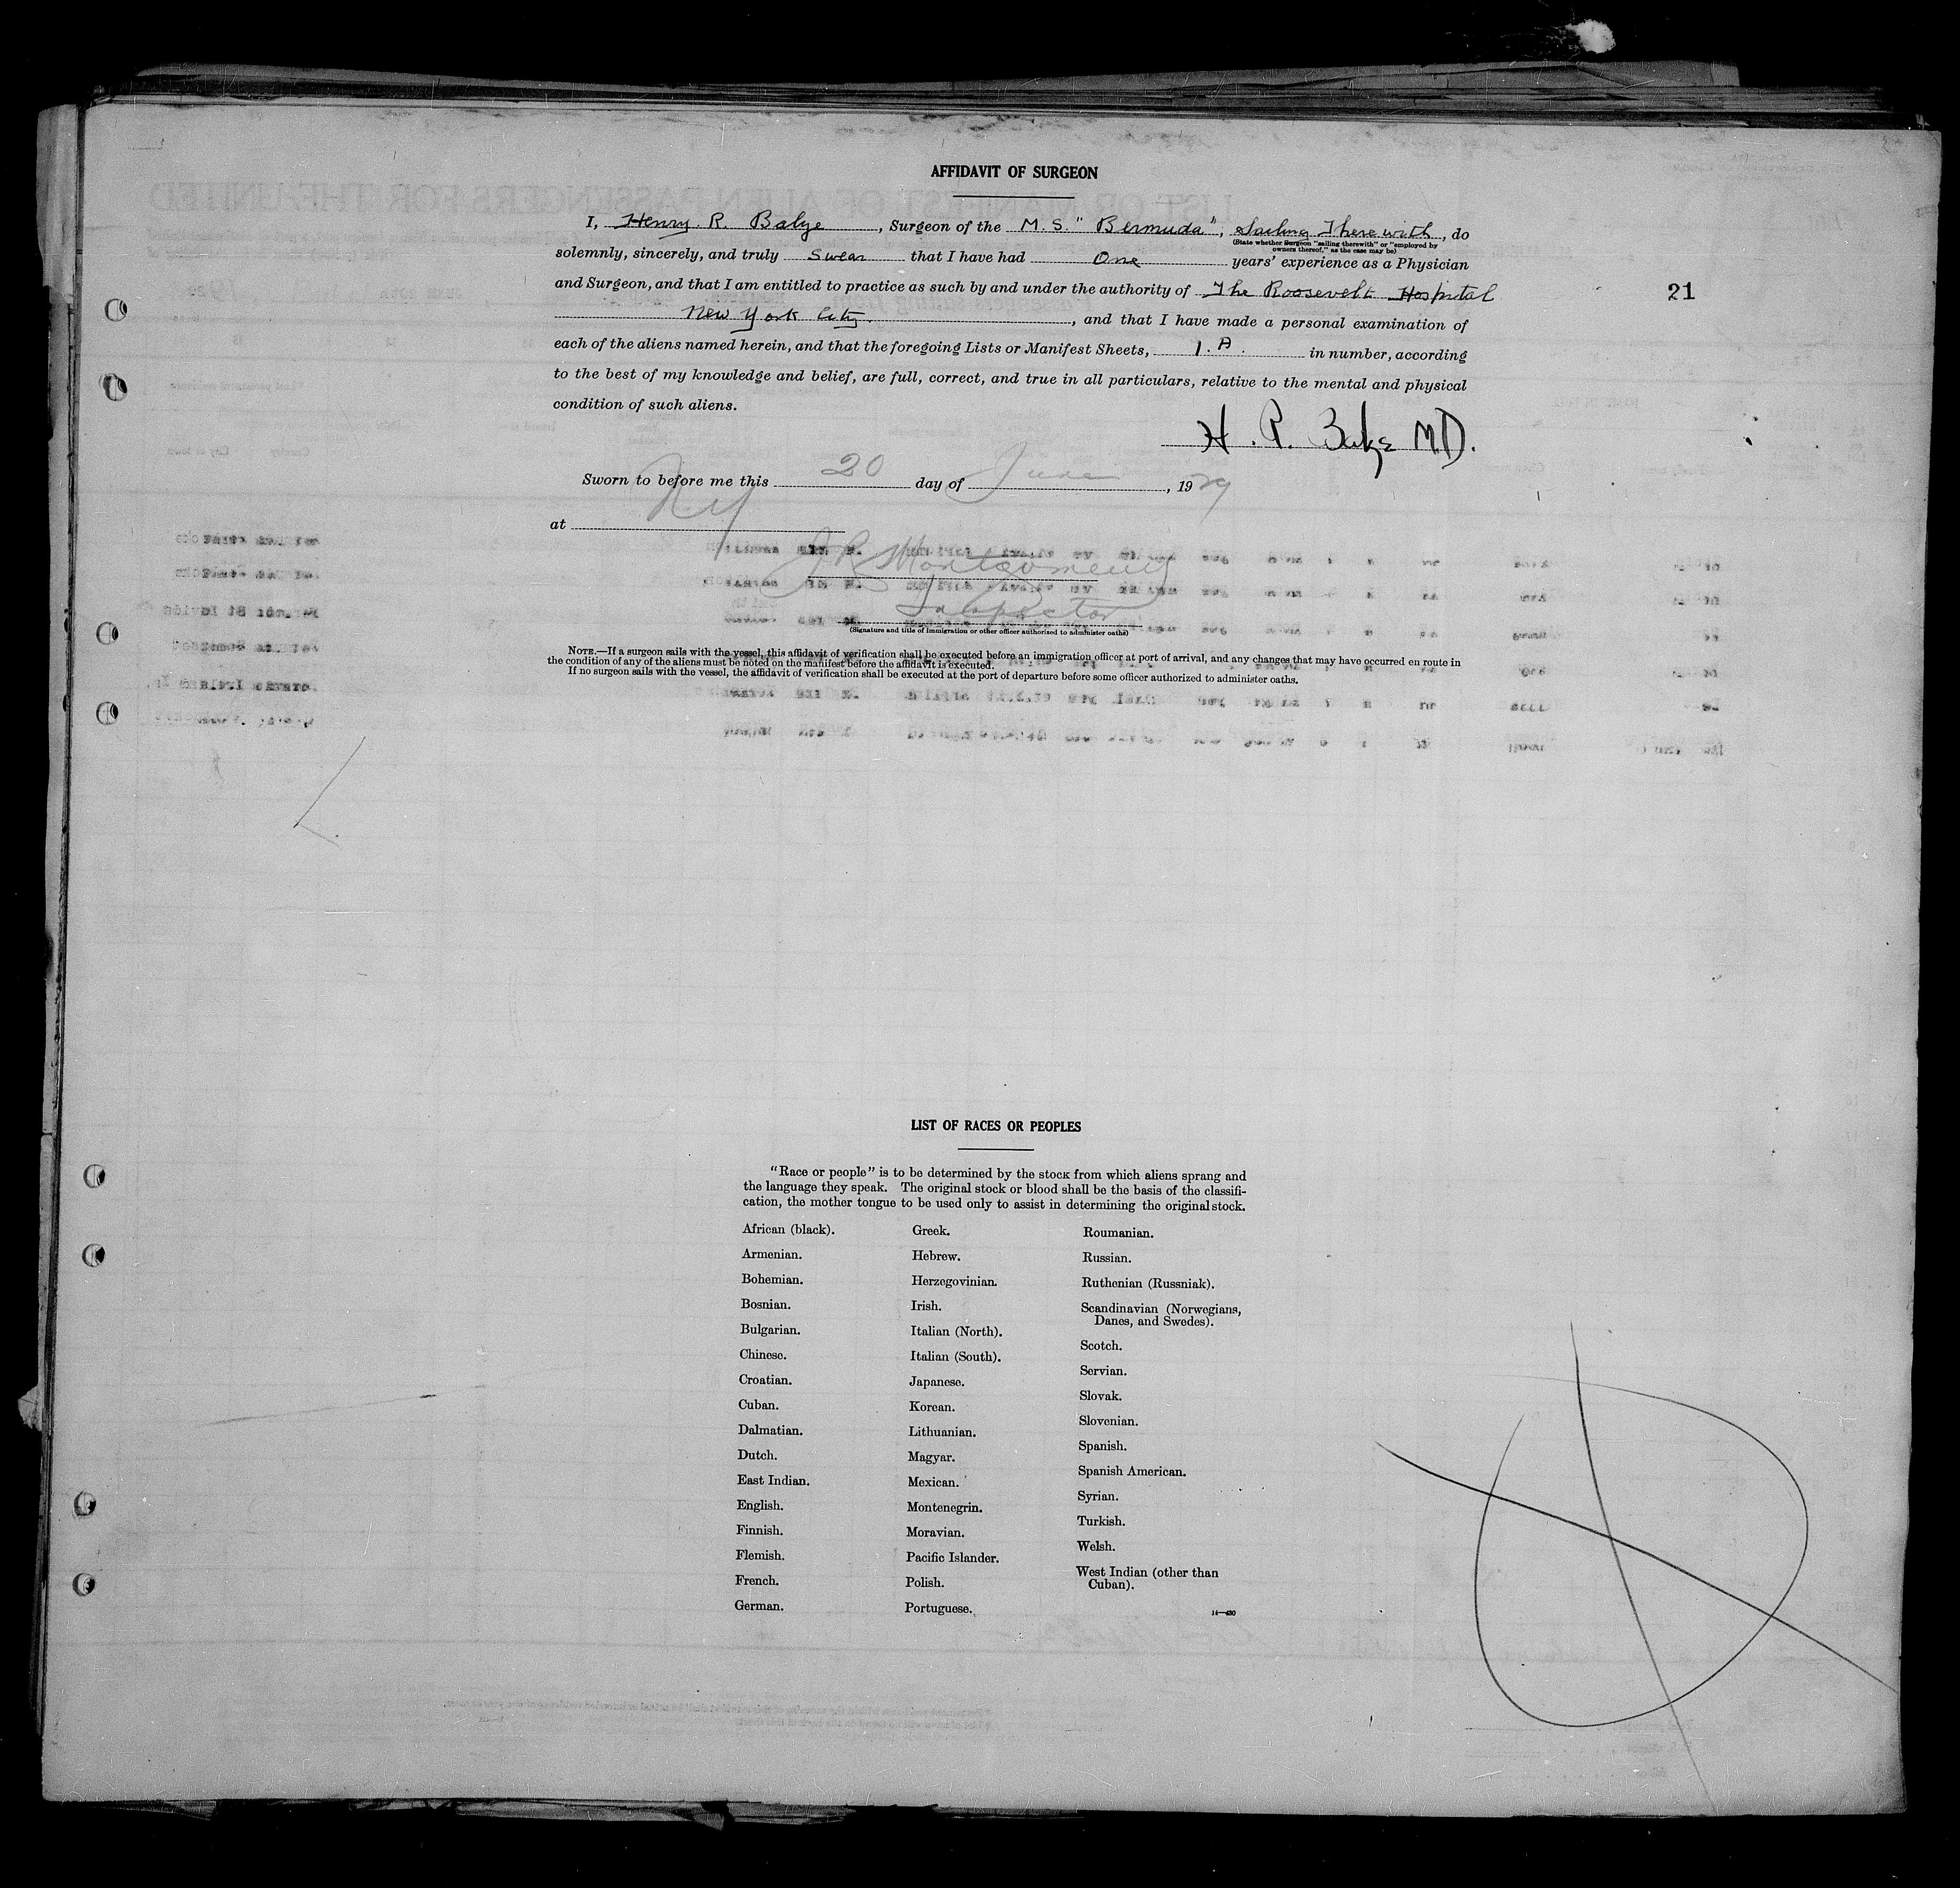 AFFIDAVIT OF SURGEON
I, Henry R. Balye, Surgeon of the M.S. "Bermuda", Sailing Therewith, do
(State whether Surgeon "sailing therewith" or "employed by
owners thereof," as the case may be)
solemnly, sincerely, and truly swear that I have had One years' experience as a Physician
and Surgeon, and that I am entitled to practice as such by and under the authority of The Roosevelt Hospital
21
New York City., and that I have made a personal examination of
each of the aliens named herein, and that the foregoing Lists or Manifest Sheets, 1.A. in number, according
to the best of my knowledge and belief, are full, correct, and true in all particulars, relative to the mental and physical
condition of such aliens.
H. R. M.D.
Sworn to before me this 20 day of June, 1929
at NY
J R
Inspector
(Signature and title of immigration or other officer authorized to administer oaths)
NOTE.—If a surgeon sails with the vessel, this affidavit of verification shall be executed before an immigration officer at port of arrival, and any changes that may have occurred en route in
the condition of any of the aliens must be noted on the manifest before the affidavit is executed.
If no surgeon sails with the vessel, the affidavit of verification shall be executed at the port of departure before some officer authorized to administer oaths.
LIST OF RACES OR PEOPLES
"Race or people" is to be determined by the stock from which aliens sprang and
the language they speak. The original stock or blood shall be the basis of the classifi-
cation, the mother tongue to be used only to assist in determining the original stock.
African (black).
Armenian.
Bohemian.
Bosnian.
Bulgarian.
Chinese.
Croatian.
Cuban.
Dalmatian.
Dutch.
East Indian.
English.
Finnish.
Flemish.
French.
German.
Greek.
Hebrew.
Herzegovinian.
Irish.
Italian (North).
Italian (South).
Japanese.
Korean.
Lithuanian.
Magyar.
Mexican.
Montenegrin.
Moravian.
Pacific Islander.
Polish.
Portuguese.
Roumanian.
Russian.
Ruthenian (Russniak).
Scandinavian (Norwegians,
Danes, and Swedes).
Scotch.
Servian.
Slovak.
Slovenian.
Spanish.
Spanish American.
Syrian.
Turkish.
Welsh.
West Indian (other than
Cuban).
14—430